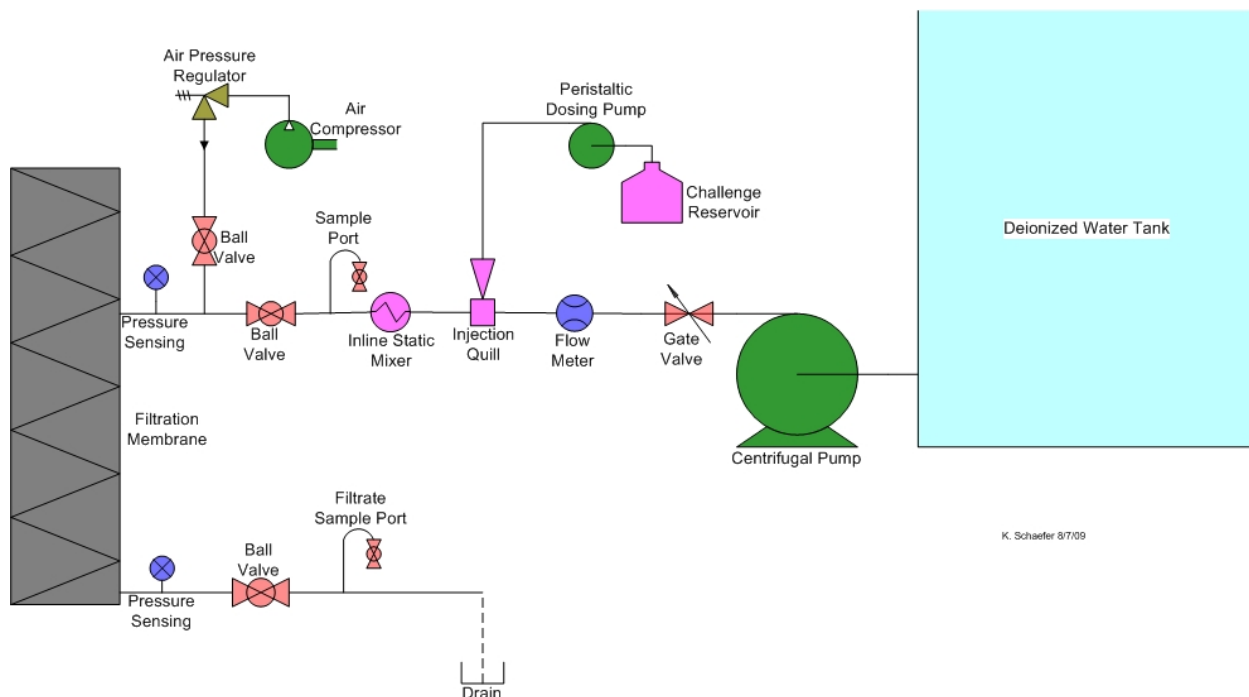 Air Pressure
Regulator
Air
Compressor
Peristaltic
Dosing Pump
Challenge
Reservoir
Deionized Water Tank
Ball
Valve
Sample
Port
Pressure
Sensing
Ball
Valve
Inline Static
Mixer
Injection
Quill
Flow
Meter
Gate
Valve
Filtration
Membrane
Centrifugal Pump
Filtrate
Sample Port
K. Schaefer 8/7/09
Ball
Valve
Pressure
Sensing
Drain